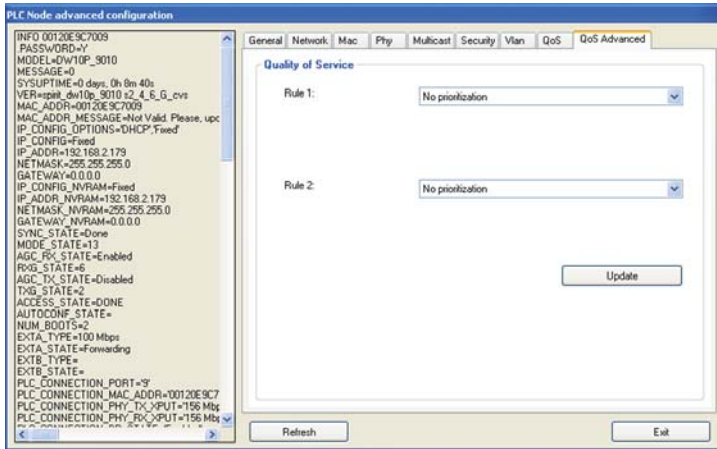 PLC Node advanced configuration
INFO 00120E9C7009
.PASSWORD=Y
MODEL=DW10P_9010
MESSAGE=0
SYSUPTIME=0 days, 0h 8m 40s
VER=spirit_dw10p_9010 s2_4_6_G_cvs
MAC_ADDR=00120E9C7009
MAC_ADDR_MESSAGE=Not Valid. Please, upc
IP_CONFIG_OPTIONS='DHCP','Fixed'
IP_CONFIG=Fixed
IP_ADDR=192.168.2.179
NETMASK=255.255.255.0
GATEWAY=0.0.0.0
IP_CONFIG_NVRAM=Fixed
IP_ADDR_NVRAM=192.168.2.179
NETMASK_NVRAM=255.255.255.0
GATEWAY_NVRAM=0.0.0.0
SYNC_STATE=Done
MODE_STATE=13
AGC_RX_STATE=Enabled
RXG_STATE=6
AGC_TX_STATE=Disabled
TXG_STATE=2
ACCESS_STATE=DONE
AUTOCONF_STATE=
NUM_BOOTS=2
EXTA_TYPE=100 Mbps
EXTA_STATE=Forwarding
EXTB_TYPE=
EXTB_STATE=
PLC_CONNECTION_PORT='9'
PLC_CONNECTION_MAC_ADDR='00120E9C7
PLC_CONNECTION_PHY_TX_XPUT='156 Mbp
PLC_CONNECTION_PHY_RX_XPUT='156 Mb
General Network Mac Phy Multicast Security Vlan QoS QoS Advanced
Quality of Service
Rule 1: No prioritization
Rule 2: No prioritization
Update
Refresh Exit